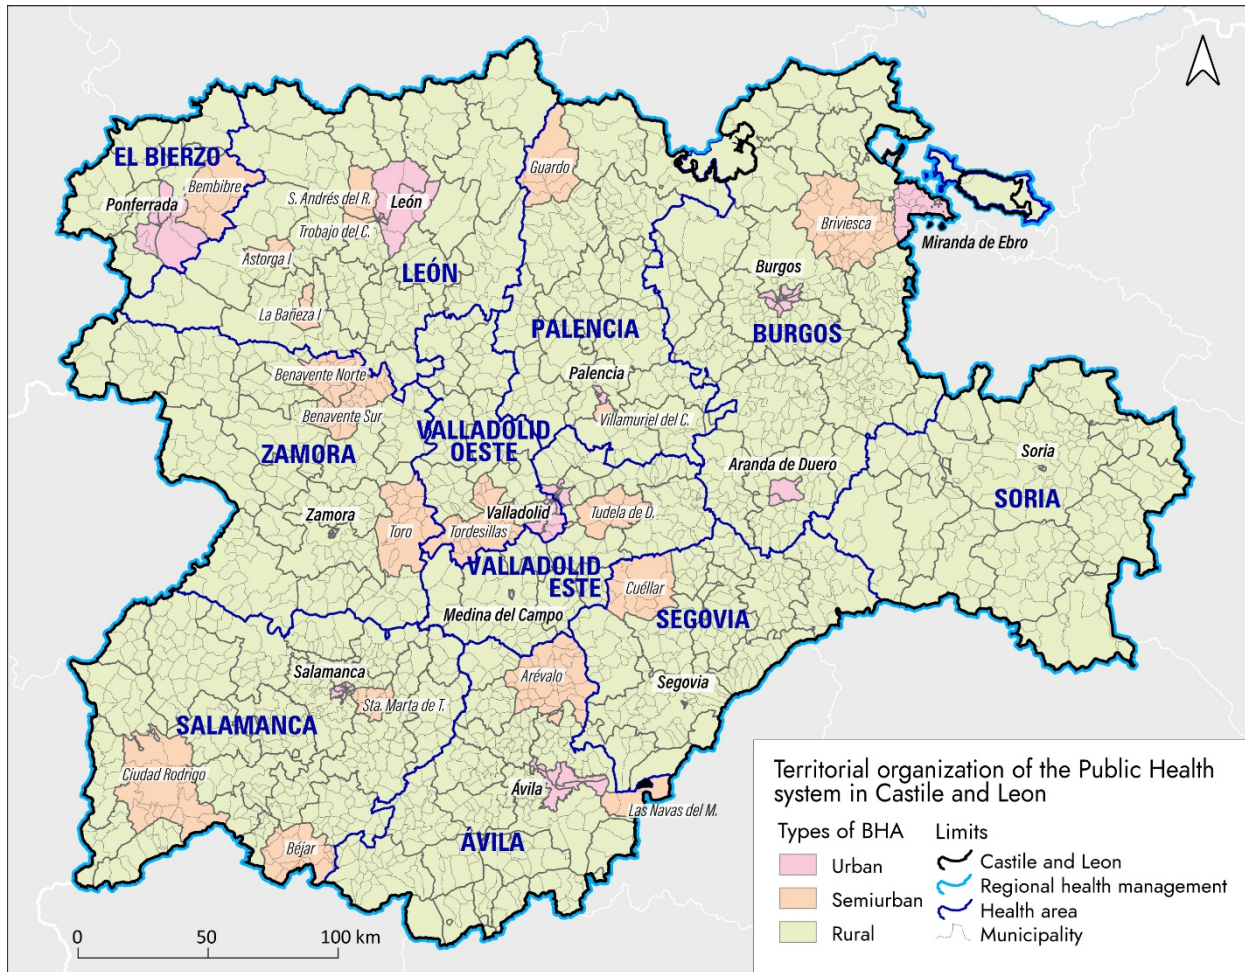 EL BIERZO
Bembibre
Ponferrada
Guardo
S. Andrés del R.
León
Trobajo del C.
Astorga I
LEÓN
La Bañeza I
Briviesca
Miranda de Ebro
Burgos
BURGOS
PALENCIA
Palencia
Villamuriel del C.
Benavente Norte
Benavente Sur
ZAMORA
Zamora
Toro
VALLADOLID
OESTE
Valladolid
Tordesillas
Tudela de D.
Aranda de Duero
Soria
SORIA
VALLADOLID
ESTE
Medina del Campo
Cuéllar
SEGOVIA
Segovia
Salamanca
Sta. Marta de T.
SALAMANCA
Ciudad Rodrigo
Béjar
Arévalo
Ávila
Las Navas del M.
ÁVILA
0 50 100 km
Territorial organization of the Public Health
system in Castile and Leon
Types of BHA
Urban
Semiurban
Rural
Limits
Castile and Leon
Regional health management
Health area
Municipality